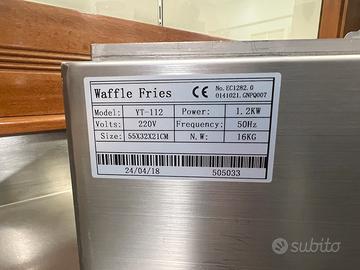 Waffle Fries CE No.EC1282.0
0141021.GNPQ007
Model: YT-112 Power: 1.2KW
Volts: 220V Frequency: 50Hz
Size: 55X32X21CM N.W: 16KG
24/04/18 505033
subito